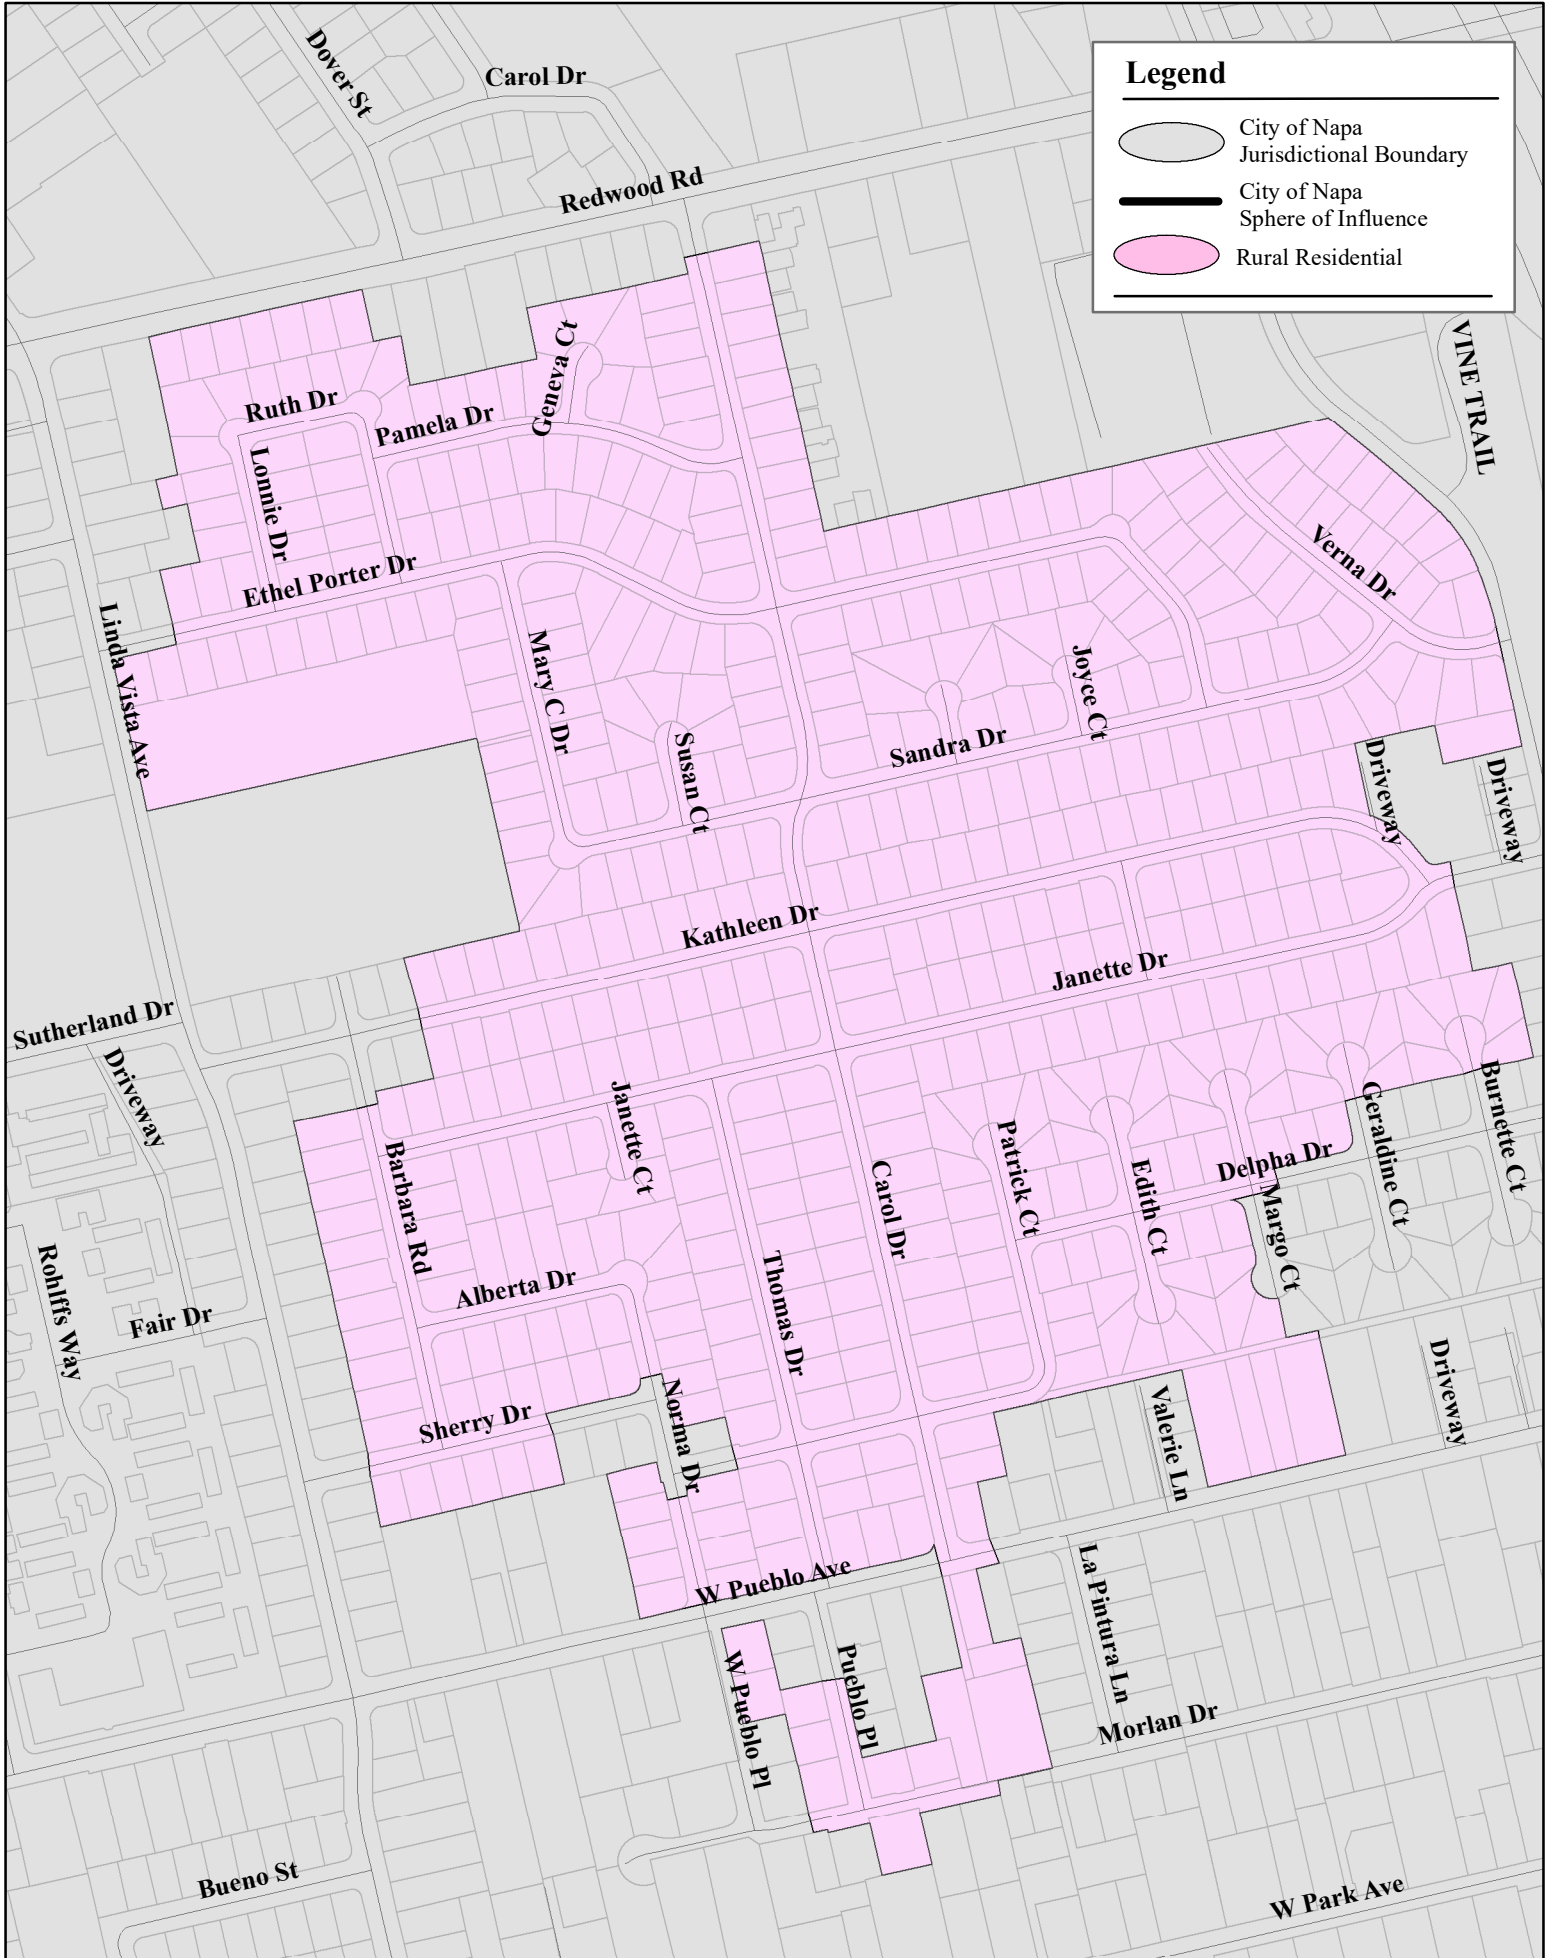 Dover St
Carol Dr
Redwood Rd
Legend
City of Napa
Jurisdictional Boundary
City of Napa
Sphere of Influence
Rural Residential
VINE TRAIL
Geneva Ct
Ruth Dr
Pamela Dr
Lonnie Dr
Ethel Porter Dr
Verna Dr
Linda Vista Ave
Mary C Dr
Joyce Ct
Susan Ct
Sandra Dr
Driveway
Driveway
Kathleen Dr
Janette Dr
Sutherland Dr
Driveway
Janette Ct
Barbara Rd
Patrick Ct
Carol Dr
Edith Ct
Delpha Dr
Margo Ct
Geraldine Ct
Burnette Ct
Rohlffs Way
Fair Dr
Alberta Dr
Thomas Dr
Sherry Dr
Norma Dr
Valerie Ln
Driveway
W Pueblo Ave
La Pintura Ln
W Pueblo Pl
Pueblo Pl
Morlan Dr
Bueno St
W Park Ave